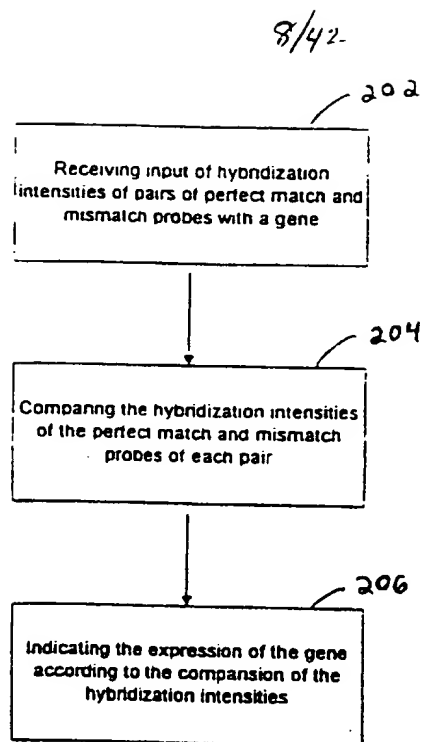 8/42
202
Receiving input of hybridization
intensities of pairs of perfect match and
mismatch probes with a gene
204
Comparing the hybridization intensities
of the perfect match and mismatch
probes of each pair
206
Indicating the expression of the gene
according to the comparison of the
hybridization intensities